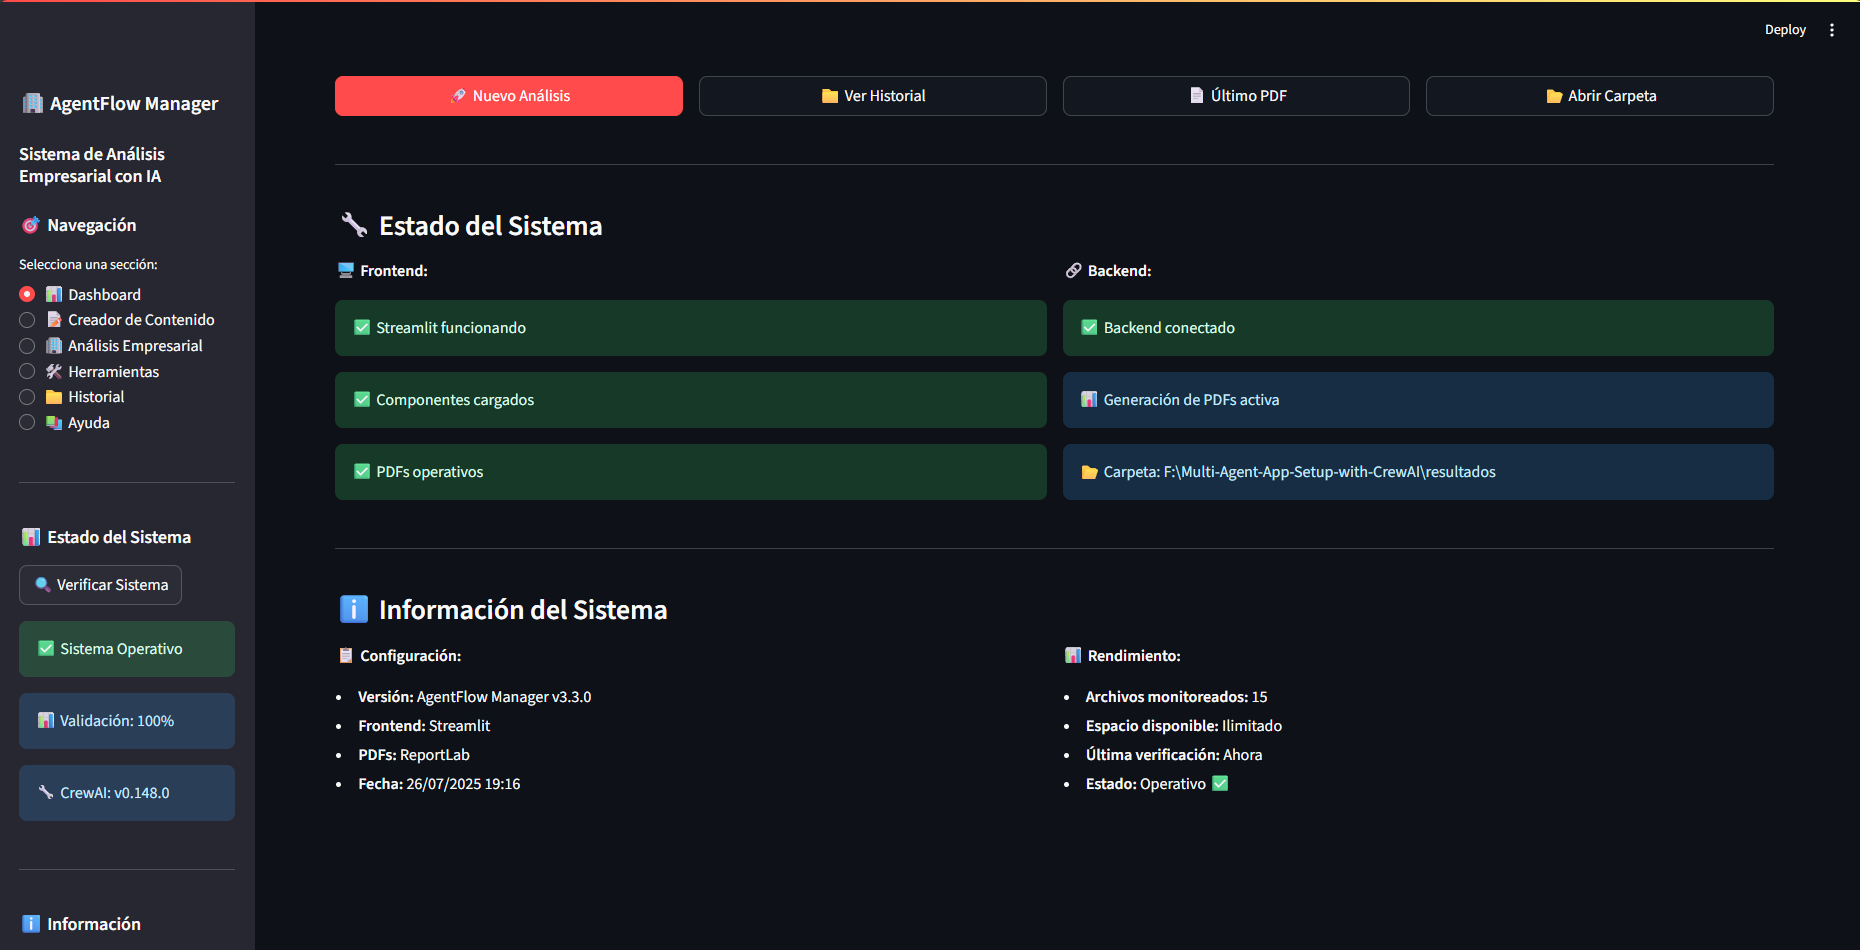 Deploy
AgentFlow Manager
Sistema de Análisis
Empresarial con IA
Navegación
Selecciona una sección:
Dashboard
Creador de Contenido
Análisis Empresarial
Herramientas
Historial
Ayuda
Estado del Sistema
Verificar Sistema
Sistema Operativo
Validación: 100%
CrewAI: v0.148.0
Información
Nuevo Análisis
Ver Historial
Último PDF
Abrir Carpeta
Estado del Sistema
Frontend:
Streamlit funcionando
Componentes cargados
PDFs operativos
Backend:
Backend conectado
Generación de PDFs activa
Carpeta: F:\Multi-Agent-App-Setup-with-CrewAI\resultados
Información del Sistema
Configuración:
• Versión: AgentFlow Manager v3.3.0
• Frontend: Streamlit
• PDFs: ReportLab
• Fecha: 26/07/2025 19:16
Rendimiento:
• Archivos monitoreados: 15
• Espacio disponible: Ilimitado
• Última verificación: Ahora
• Estado: Operativo ✅